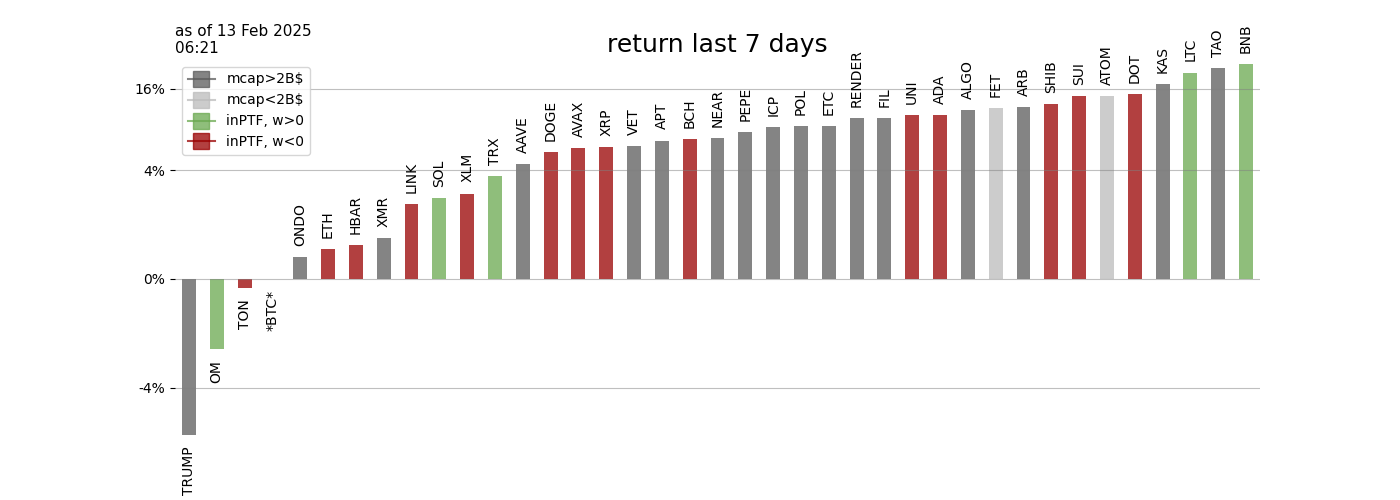 as of 13 Feb 2025
06:21
return last 7 days
mcap>2B$
mcap<2B$
inPTF, w>0
inPTF, w<0
16%
4%
0%
-4%
TRUMP
OM
TON
*BTC*
ONDO
ETH
HBAR
XMR
LINK
SOL
XLM
TRX
AAVE
DOGE
AVAX
XRP
VET
APT
BCH
NEAR
PEPE
ICP
POL
ETC
RENDER
FIL
UNI
ADA
ALGO
FET
ARB
SHIB
SUI
ATOM
DOT
KAS
LTC
TAO
BNB